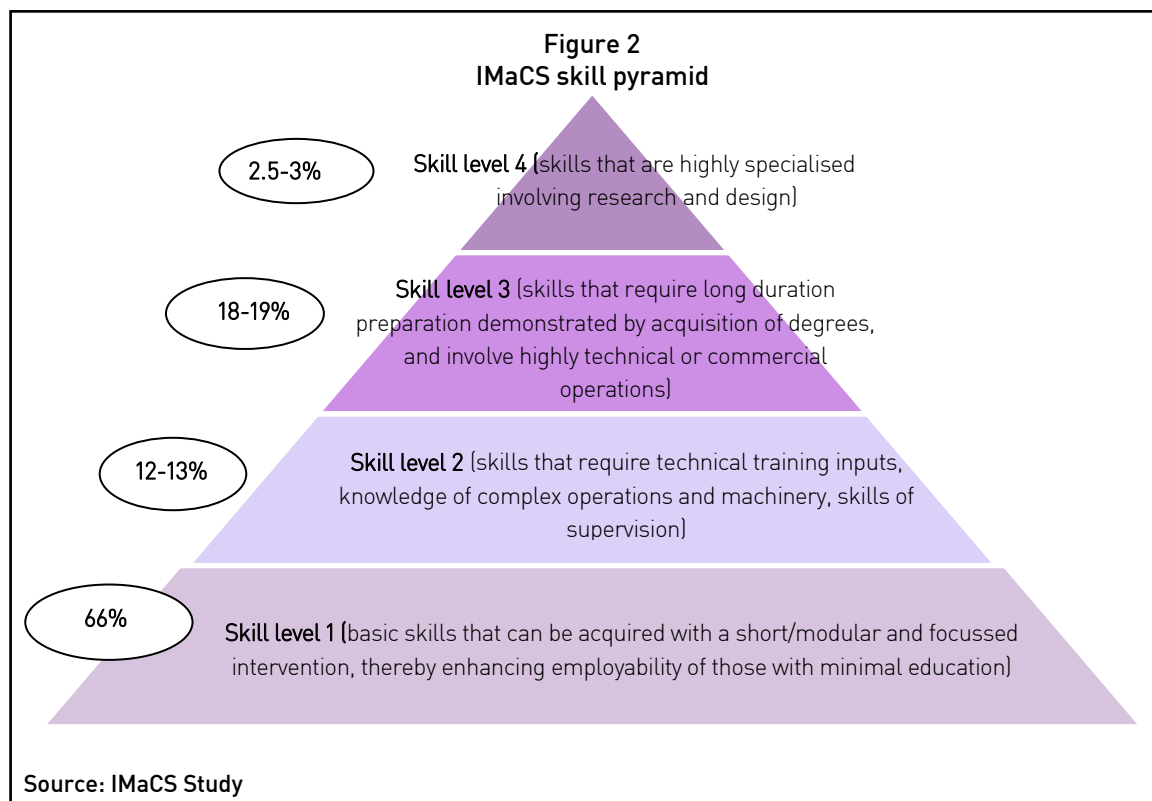 Figure 2
IMaCS skill pyramid
2.5-3%
Skill level 4 (skills that are highly specialised
involving research and design)
18-19%
Skill level 3 (skills that require long duration
preparation demonstrated by acquisition of degrees,
and involve highly technical or commercial
operations)
12-13%
Skill level 2 (skills that require technical training inputs,
knowledge of complex operations and machinery, skills of
supervision)
66%
Skill level 1 (basic skills that can be acquired with a short/modular and focussed
intervention, thereby enhancing employability of those with minimal education)
Source: IMaCS Study